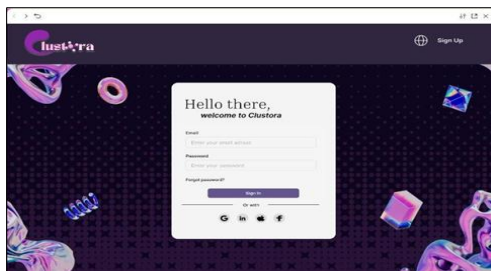 Clustora
Sign Up
Hello there,
welcome to Clustora
Email
Enter your email adress
Password
Enter your password
Forgot password?
Sign In
Or with
G
in
f